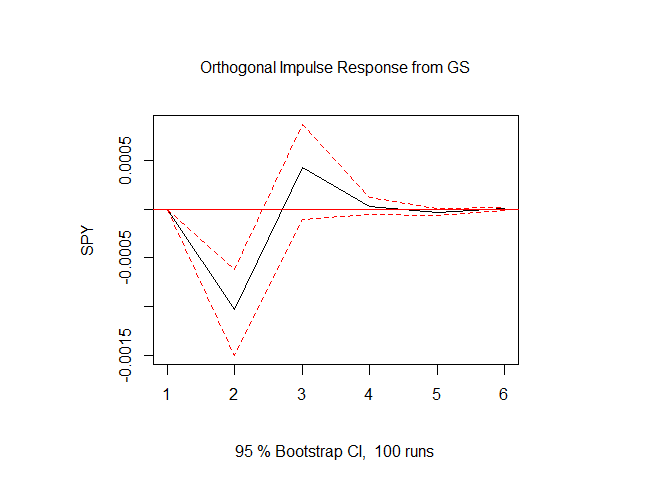 Orthogonal Impulse Response from GS
SPY
0.0005
-0.0005
-0.0015
1 2 3 4 5 6
95 % Bootstrap CI, 100 runs